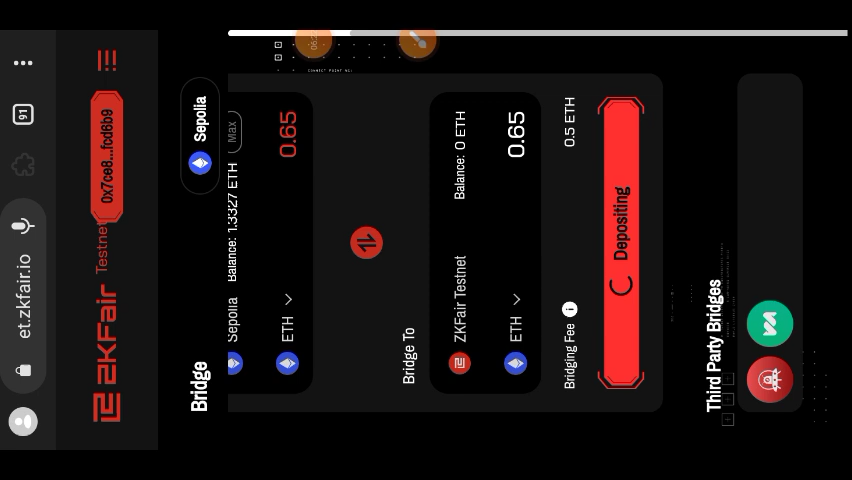 91
et.zkfair.io
ZKFair Testnet
0x7ce8...fcd6b9
Bridge
Sepolia
Sepolia
Balance: 1.3327 ETH
Max
ETH
0.65
Bridge To
ZKFair Testnet
Balance: 0 ETH
ETH
0.65
Bridging Fee
0.5 ETH
Depositing
Third Party Bridges